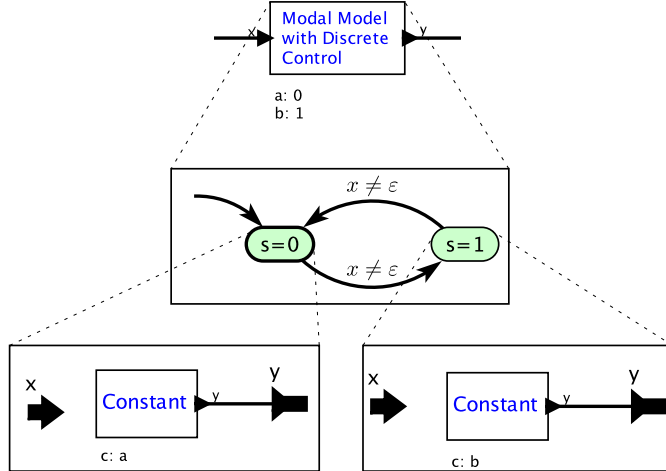 Modal Model
with Discrete
Control
x
y
a: 0
b: 1
x ≠ ε
s=0
s=1
x ≠ ε
x
Constant
y
y
c: a
x
Constant
y
y
c: b